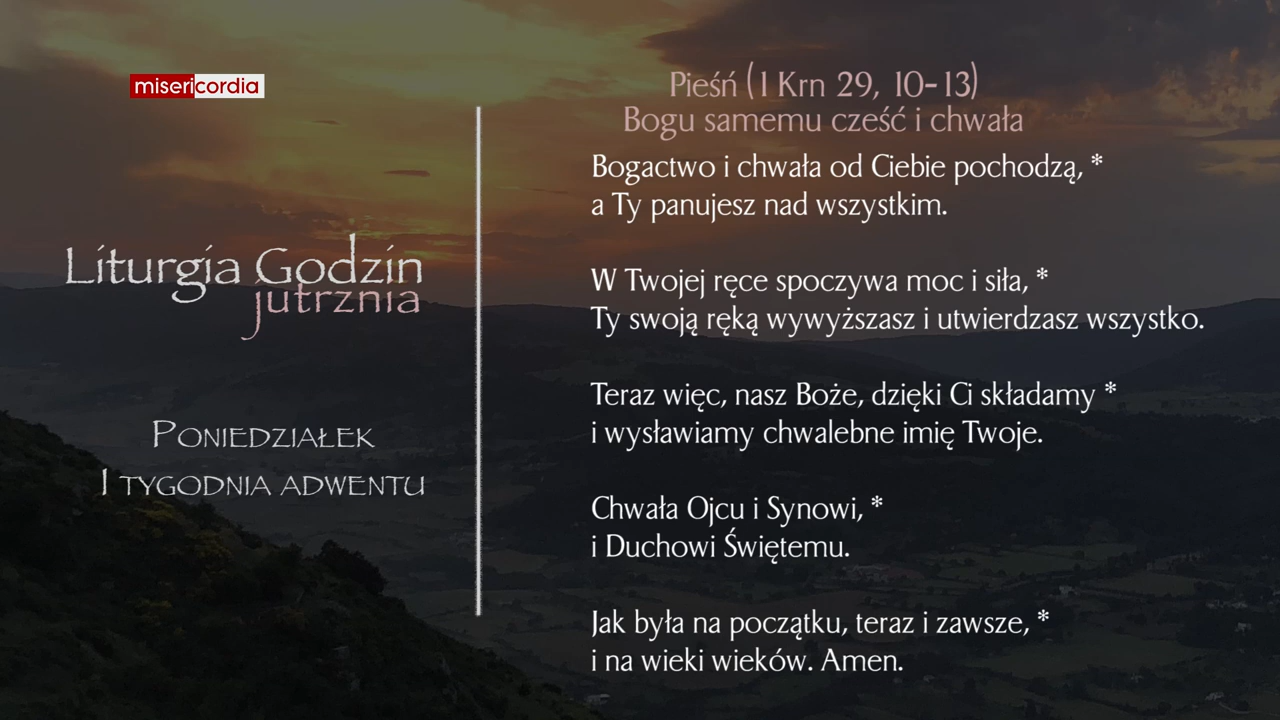 misericordia
Liturgia Godzin
jutrznia
Poniedziałek
I tygodnia adwentu
Pieśń (1 Krn 29, 10-13)
Bogu samemu cześć i chwała
Bogactwo i chwała od Ciebie pochodzą, *
a Ty panujesz nad wszystkim.
W Twojej ręce spoczywa moc i siła, *
Ty swoją ręką wywyższasz i utwierdzasz wszystko.
Teraz więc, nasz Boże, dzięki Ci składamy *
i wysławiamy chwalebne imię Twoje.
Chwała Ojcu i Synowi, *
i Duchowi Świętemu.
Jak była na początku, teraz i zawsze, *
i na wieki wieków. Amen.